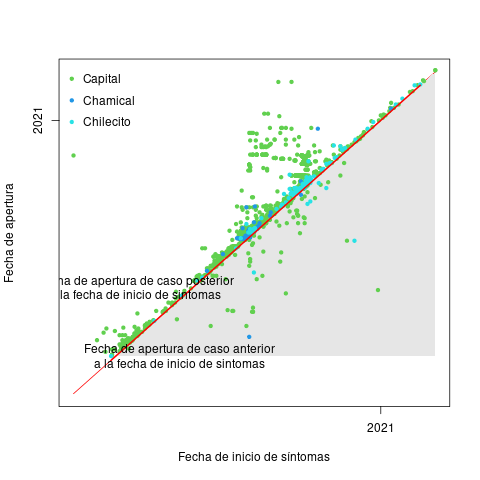 Capital
Chamical
Chilecito
2021
Fecha de apertura
na de apertura de caso posterior
la fecha de inicio de síntomas
Fecha de apertura de caso anterior
a la fecha de inicio de sintomas
2021
Fecha de inicio de síntomas